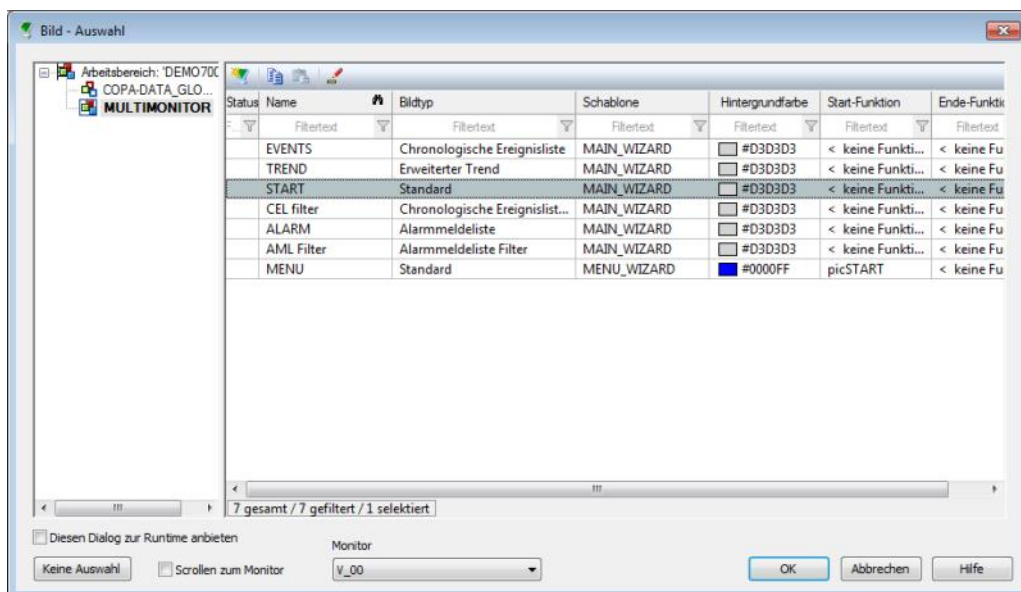 Bild - Auswahl
Arbeitsbereich: 'DEMO70(
COPA-DATA_GLO...
MULTIMONITOR
Status Name Bildtyp Schablone Hintergrundfarbe Start-Funktion Ende-Funktio
F... Filtertext Filtertext Filtertext Filtertext Filtertext Filtertext
EVENTS Chronologische Ereignisliste MAIN_WIZARD #D3D3D3 < keine Funkti... < keine Fu
TREND Erweiterter Trend MAIN_WIZARD #D3D3D3 < keine Funkti... < keine Fu
START Standard MAIN_WIZARD #D3D3D3 < keine Funkti... < keine Fu
CEL filter Chronologische Ereignislist... MAIN_WIZARD #D3D3D3 < keine Funkti... < keine Fu
ALARM Alarmmeldeliste MAIN_WIZARD #D3D3D3 < keine Funkti... < keine Fu
AML Filter Alarmmeldeliste Filter MAIN_WIZARD #D3D3D3 < keine Funkti... < keine Fu
MENU Standard MENU_WIZARD #0000FF picSTART < keine Fu
7 gesamt / 7 gefiltert / 1 selektiert
Diesen Dialog zur Runtime anbieten
Monitor
Keine Auswahl Scrollen zum Monitor V_00 OK Abbrechen Hilfe